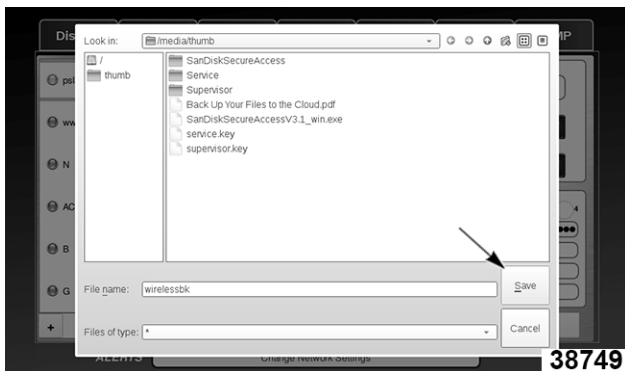 Dis
MP
Look in: /media/thumb
/
thumb
SanDiskSecureAccess
Service
Supervisor
Back Up Your Files to the Cloud.pdf
SanDiskSecureAccessV3.1_win.exe
service.key
supervisor.key
psl
ww
N
AC
4
B
G
File name: wirelessbk
Save
Files of type: *
Cancel
+
ALERTS
Change Network Settings
38749